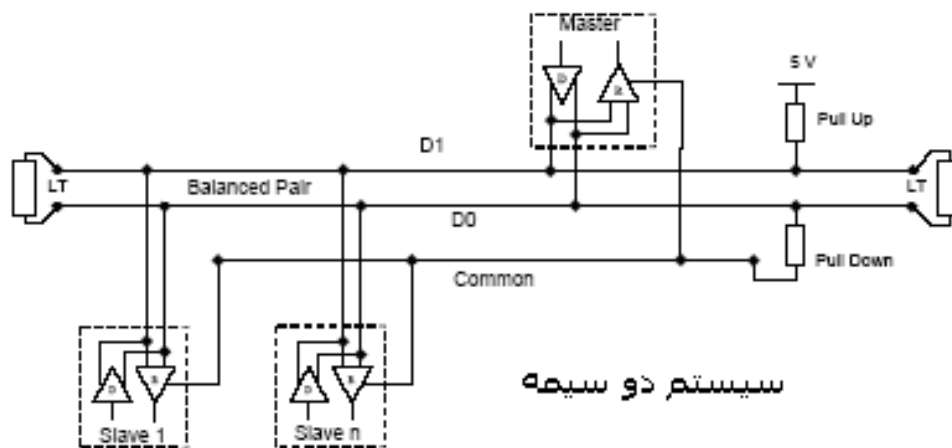 Master
D
R
5 V
Pull Up
D1
LT
Balanced Pair
LT
D0
Pull Down
Common
D
R
D
R
سیستم دو سیمه
Slave 1
Slave n